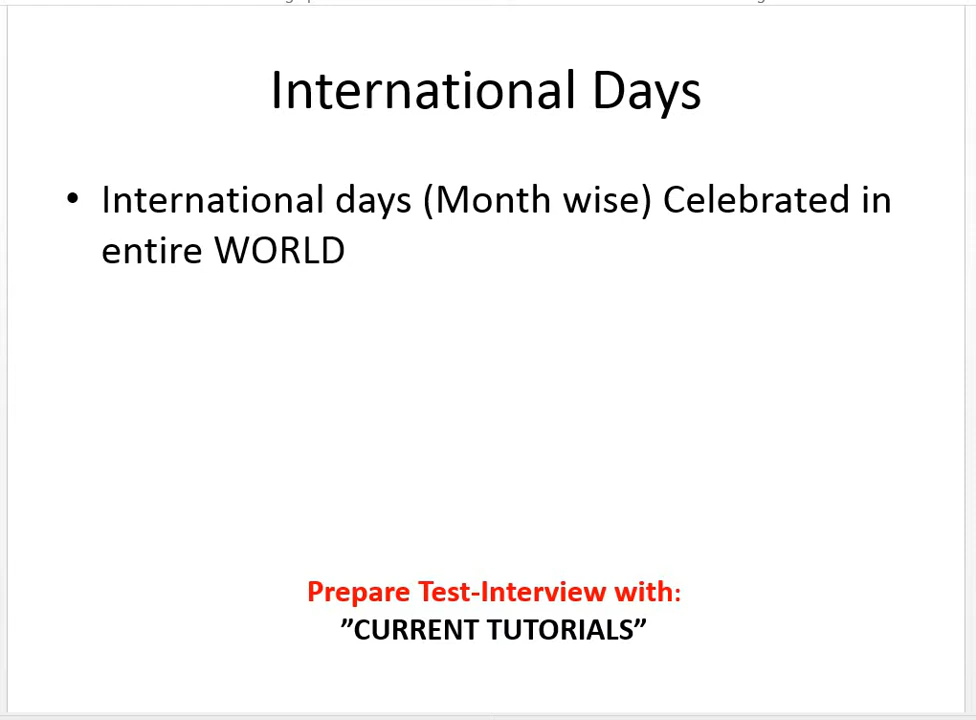 International Days
• International days (Month wise) Celebrated in
entire WORLD
Prepare Test-Interview with:
”CURRENT TUTORIALS”